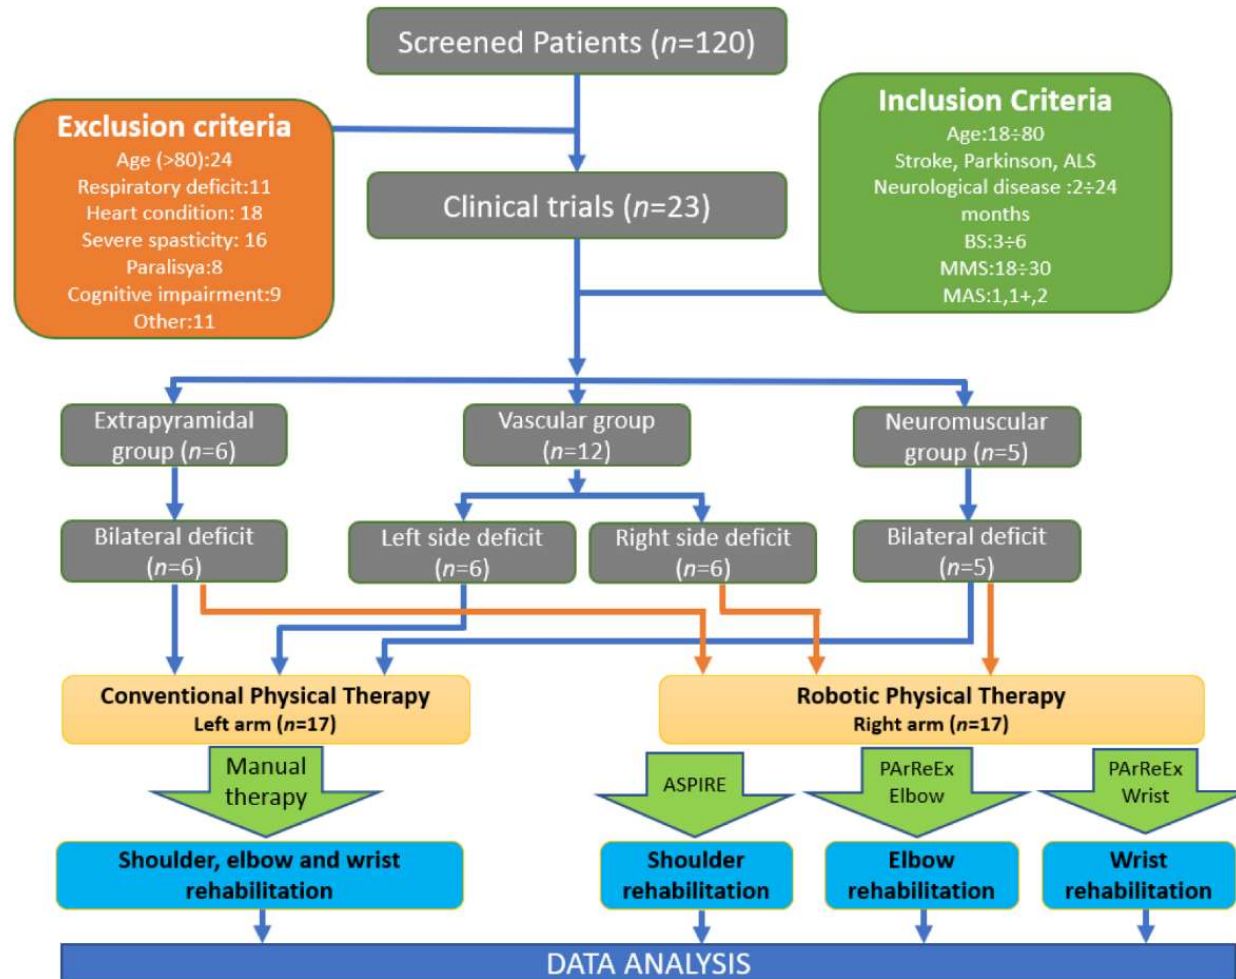 Screened Patients (n=120)
Exclusion criteria
Age (>80):24
Respiratory deficit:11
Heart condition: 18
Severe spasticity: 16
Paralisya:8
Cognitive impairment:9
Other:11
Inclusion Criteria
Age:18÷80
Stroke, Parkinson, ALS
Neurological disease :2÷24
months
BS:3÷6
MMS:18÷30
MAS:1,1+,2
Clinical trials (n=23)
Extrapyramidal
group (n=6)
Vascular group
(n=12)
Neuromuscular
group (n=5)
Bilateral deficit
(n=6)
Left side deficit
(n=6)
Right side deficit
(n=6)
Bilateral deficit
(n=5)
Conventional Physical Therapy
Left arm (n=17)
Robotic Physical Therapy
Right arm (n=17)
Manual
therapy
ASPIRE
PArReEx
Elbow
PArReEx
Wrist
Shoulder, elbow and wrist
rehabilitation
Shoulder
rehabilitation
Elbow
rehabilitation
Wrist
rehabilitation
DATA ANALYSIS